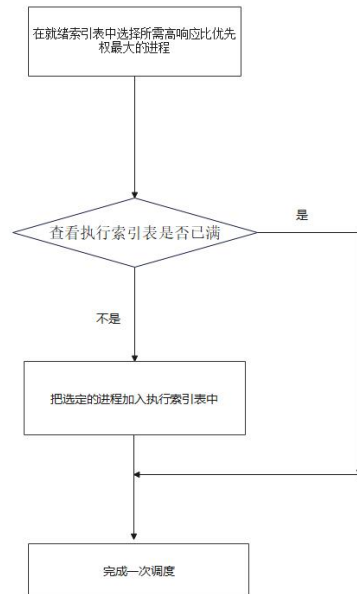 在就绪索引表中选择所需高响应比优先
权最大的进程
查看执行索引表是否已满
是
不是
把选定的进程加入执行索引表中
完成一次调度